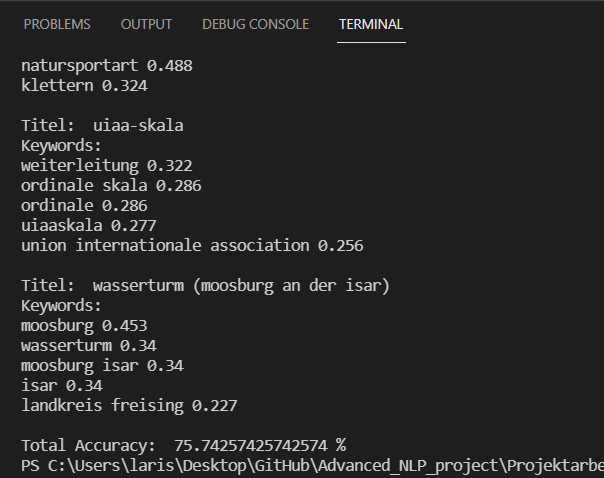 PROBLEMS OUTPUT DEBUG CONSOLE TERMINAL
natursportart 0.488
klettern 0.324
Titel:  uiaa-skala
Keywords:
weiterleitung 0.322
ordinale skala 0.286
ordinale 0.286
uiaaskala 0.277
union internationale association 0.256
Titel:  wasserturm (moosburg an der isar)
Keywords:
moosburg 0.453
wasserturm 0.34
moosburg isar 0.34
isar 0.34
landkreis freising 0.227
Total Accuracy:  75.74257425742574 %
PS C:\Users\laris\Desktop\GitHub\Advanced_NLP_project\Projektarbe